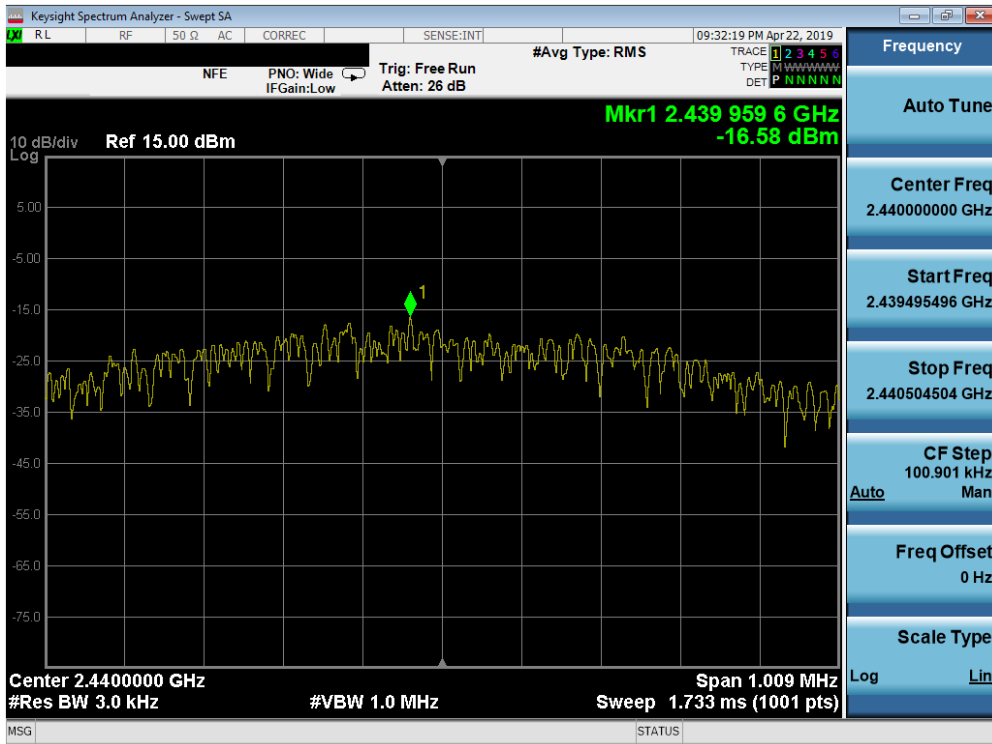 Keysight Spectrum Analyzer - Swept SA
LXI RL RF 50 Ω AC CORREC SENSE:INT 09:32:19 PM Apr 22, 2019
NFE PNO: Wide Trig: Free Run #Avg Type: RMS TRACE 1 2 3 4 5 6
IFGain:Low Atten: 26 dB TYPE M WWWWW
DET P N N N N N
Mkr1 2.439 959 6 GHz
-16.58 dBm
10 dB/div Ref 15.00 dBm
Log
1
5.00
-5.00
-15.0
-25.0
-35.0
-45.0
-55.0
-65.0
-75.0
Center 2.4400000 GHz Span 1.009 MHz
#Res BW 3.0 kHz #VBW 1.0 MHz Sweep 1.733 ms (1001 pts)
MSG STATUS
Frequency
Auto Tune
Center Freq
2.440000000 GHz
Start Freq
2.439495496 GHz
Stop Freq
2.440504504 GHz
CF Step
100.901 kHz
Auto Man
Freq Offset
0 Hz
Scale Type
Log Lin